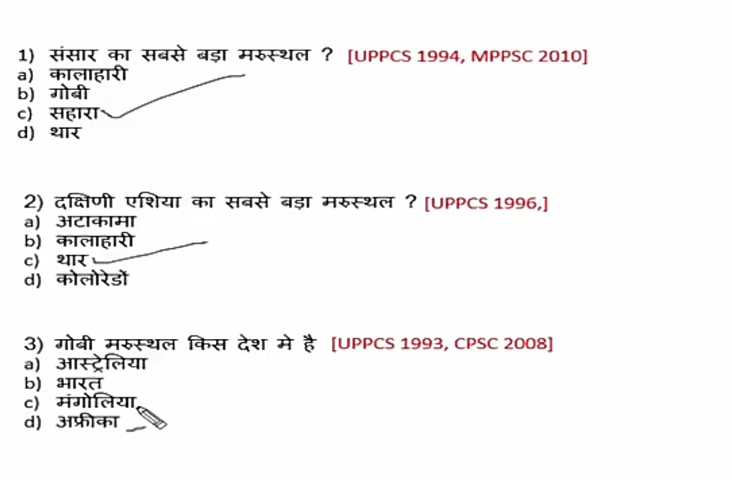 1) संसार का सबसे बड़ा मरुस्थल ? [UPPCS 1994, MPPSC 2010]
a) कालाहारी
b) गोबी
c) सहारा
d) थार
2) दक्षिणी एशिया का सबसे बड़ा मरुस्थल ? [UPPCS 1996,]
a) अटाकामा
b) कालाहारी
c) थार
d) कोलोरेडों
3) गोबी मरुस्थल किस देश मे है [UPPCS 1993, CPSC 2008]
a) आस्ट्रेलिया
b) भारत
c) मंगोलिया
d) अफ्रीका